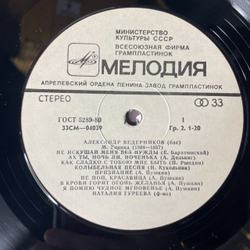 МИНИСТЕРСТВО
КУЛЬТУРЫ СССР
ВСЕСОЮЗНАЯ ФИРМА
ГРАМПЛАСТИНОК
МЕЛОДИЯ
АПРЕЛЕВСКИЙ ОРДЕНА ЛЕНИНА ЗАВОД ГРАМПЛАСТИНОК
СТЕРЕО 33
ГОСТ 5289-80 1
33СМ—04039 Гр. 2. 1-20
АЛЕКСАНДР ВЕДЕРНИКОВ (бас)
М. Глинка (1804—1857)
НЕ ИСКУШАЙ МЕНЯ БЕЗ НУЖДЫ (Е. Баратынский)
АХ ТЫ, НОЧЬ ЛИ, НОЧЕНЬКА (А. Дельвиг)
КАК СЛАДКО С ТОБОЮ МНЕ БЫТЬ (П. Рындин)
КОЛЫБЕЛЬНАЯ ПЕСНЯ (Н. Кукольник)
ПРИЗНАНИЕ (А. Пушкин)
НЕ ПОЙ, КРАСАВИЦА (А. Пушкин)
В КРОВИ ГОРИТ ОГОНЬ ЖЕЛАНЬЯ (А. Пушкин)
Я ПОМНЮ ЧУДНОЕ МГНОВЕНЬЕ (А. Пушкин)
НАТАЛИЯ ГУРЕЕВА (ф-но)